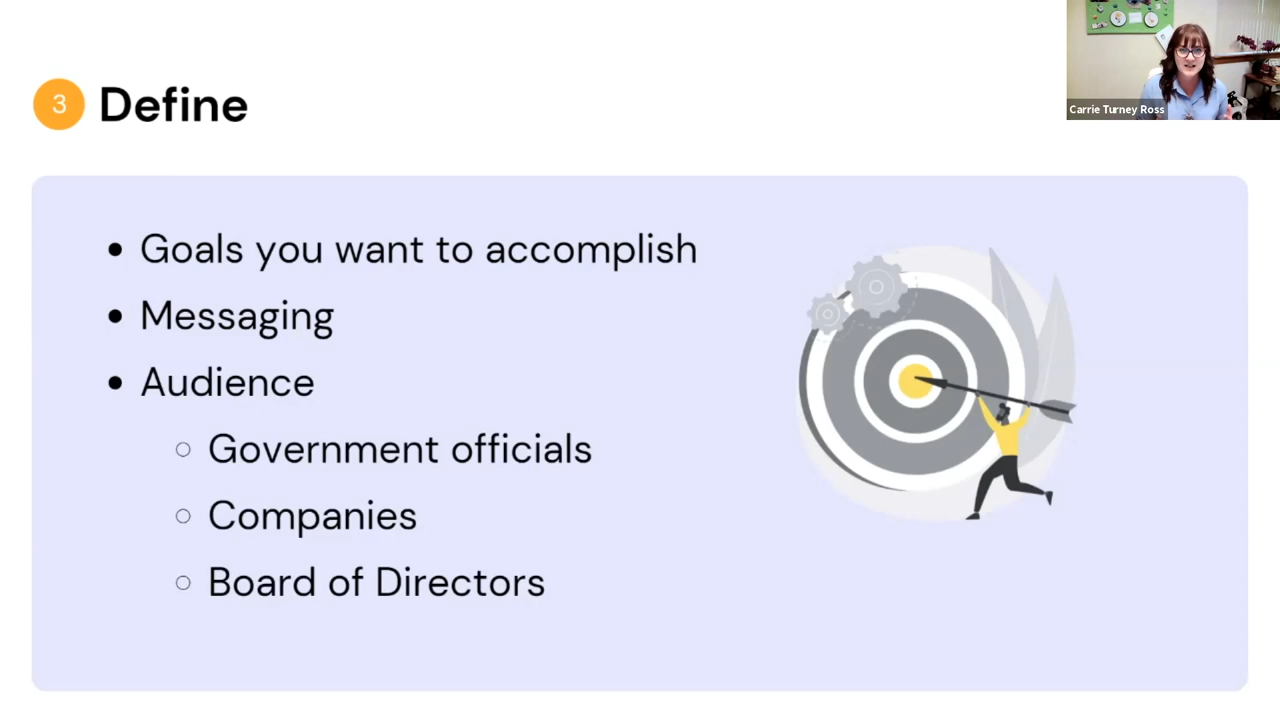 3 Define
Carrie Turney Ross
• Goals you want to accomplish
• Messaging
• Audience
○ Government officials
○ Companies
○ Board of Directors